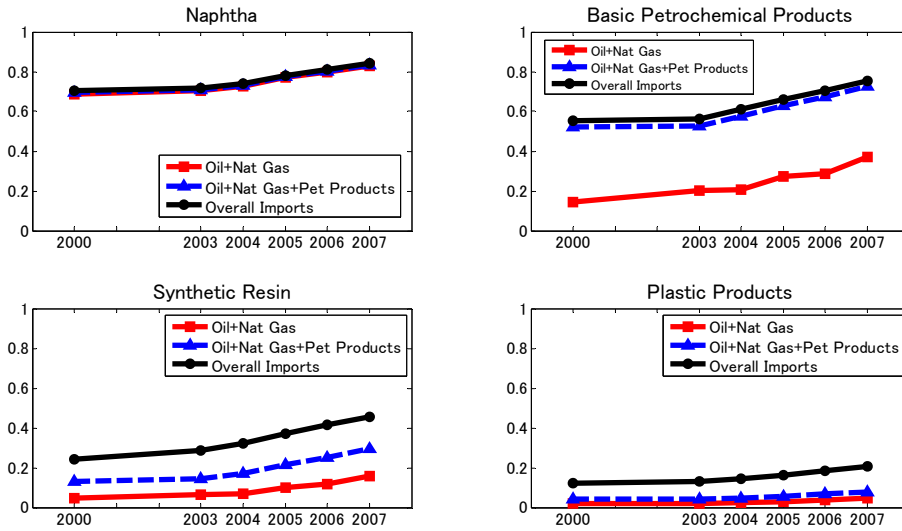 Naphtha
1
0.8
0.6
0.4
0.2
0
Oil+Nat Gas
Oil+Nat Gas+Pet Products
Overall Imports
2000 2003 2004 2005 2006 2007
Basic Petrochemical Products
1
0.8
0.6
0.4
0.2
0
Oil+Nat Gas
Oil+Nat Gas+Pet Products
Overall Imports
2000 2003 2004 2005 2006 2007
Synthetic Resin
1
0.8
0.6
0.4
0.2
0
Oil+Nat Gas
Oil+Nat Gas+Pet Products
Overall Imports
2000 2003 2004 2005 2006 2007
Plastic Products
1
0.8
0.6
0.4
0.2
0
Oil+Nat Gas
Oil+Nat Gas+Pet Products
Overall Imports
2000 2003 2004 2005 2006 2007